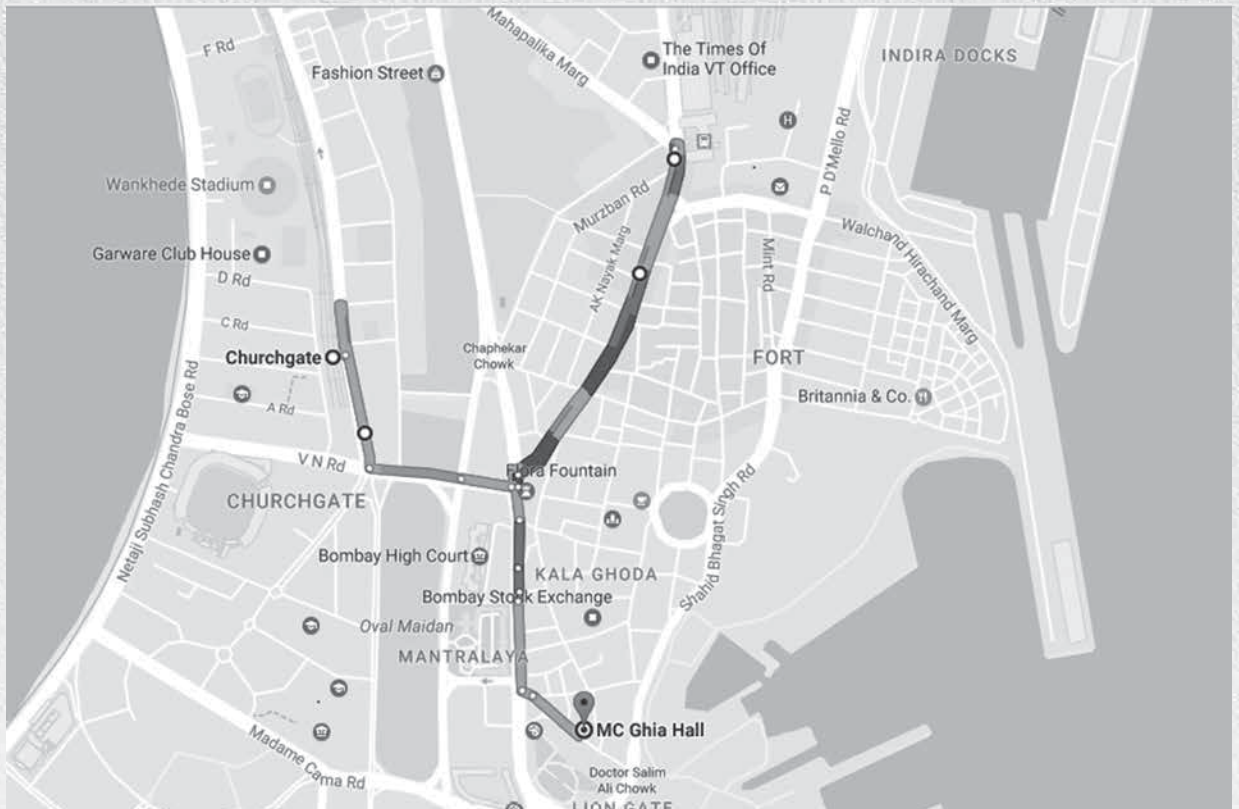 Mahapalika Marg
F Rd
The Times Of
India VT Office
INDIRA DOCKS
Fashion Street
H
P D'Mello Rd
Wankhede Stadium
Murzban Rd
Walchand Hirachand Marg
AK Nayak Marg
Mint Rd
Garware Club House
D Rd
C Rd
Chaphekar
Chowk
Churchgate
FORT
Britannia & Co.
A Rd
Netaji Subhash Chandra Bose Rd
V N Rd
Flora Fountain
CHURCHGATE
Shahid Bhagat Singh Rd
Bombay High Court
KALA GHODA
Bombay Stock Exchange
Oval Maidan
MANTRALAYA
MC Ghia Hall
Madame Cama Rd
Doctor Salim
Ali Chowk
LION GATE